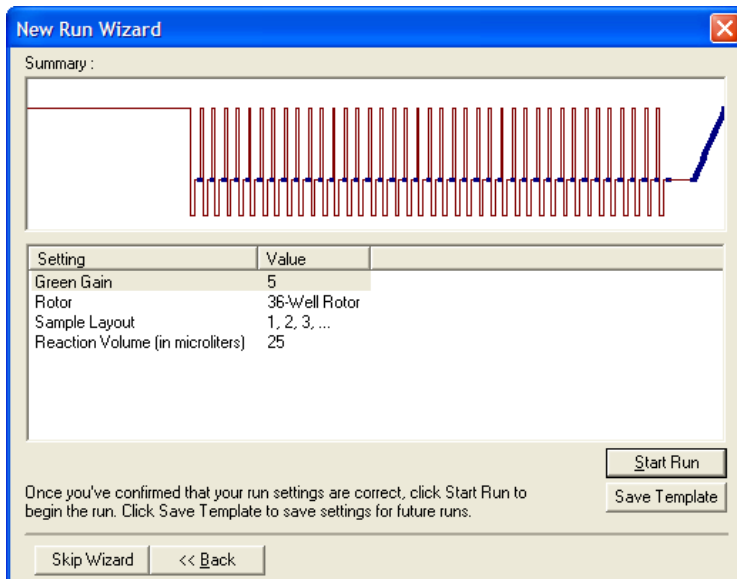 New Run Wizard
Summary :
Setting Value
Green Gain 5
Rotor 36-Well Rotor
Sample Layout 1, 2, 3, ...
Reaction Volume (in microliters) 25
Start Run
Once you've confirmed that your run settings are correct, click Start Run to
begin the run. Click Save Template to save settings for future runs.
Save Template
Skip Wizard << Back